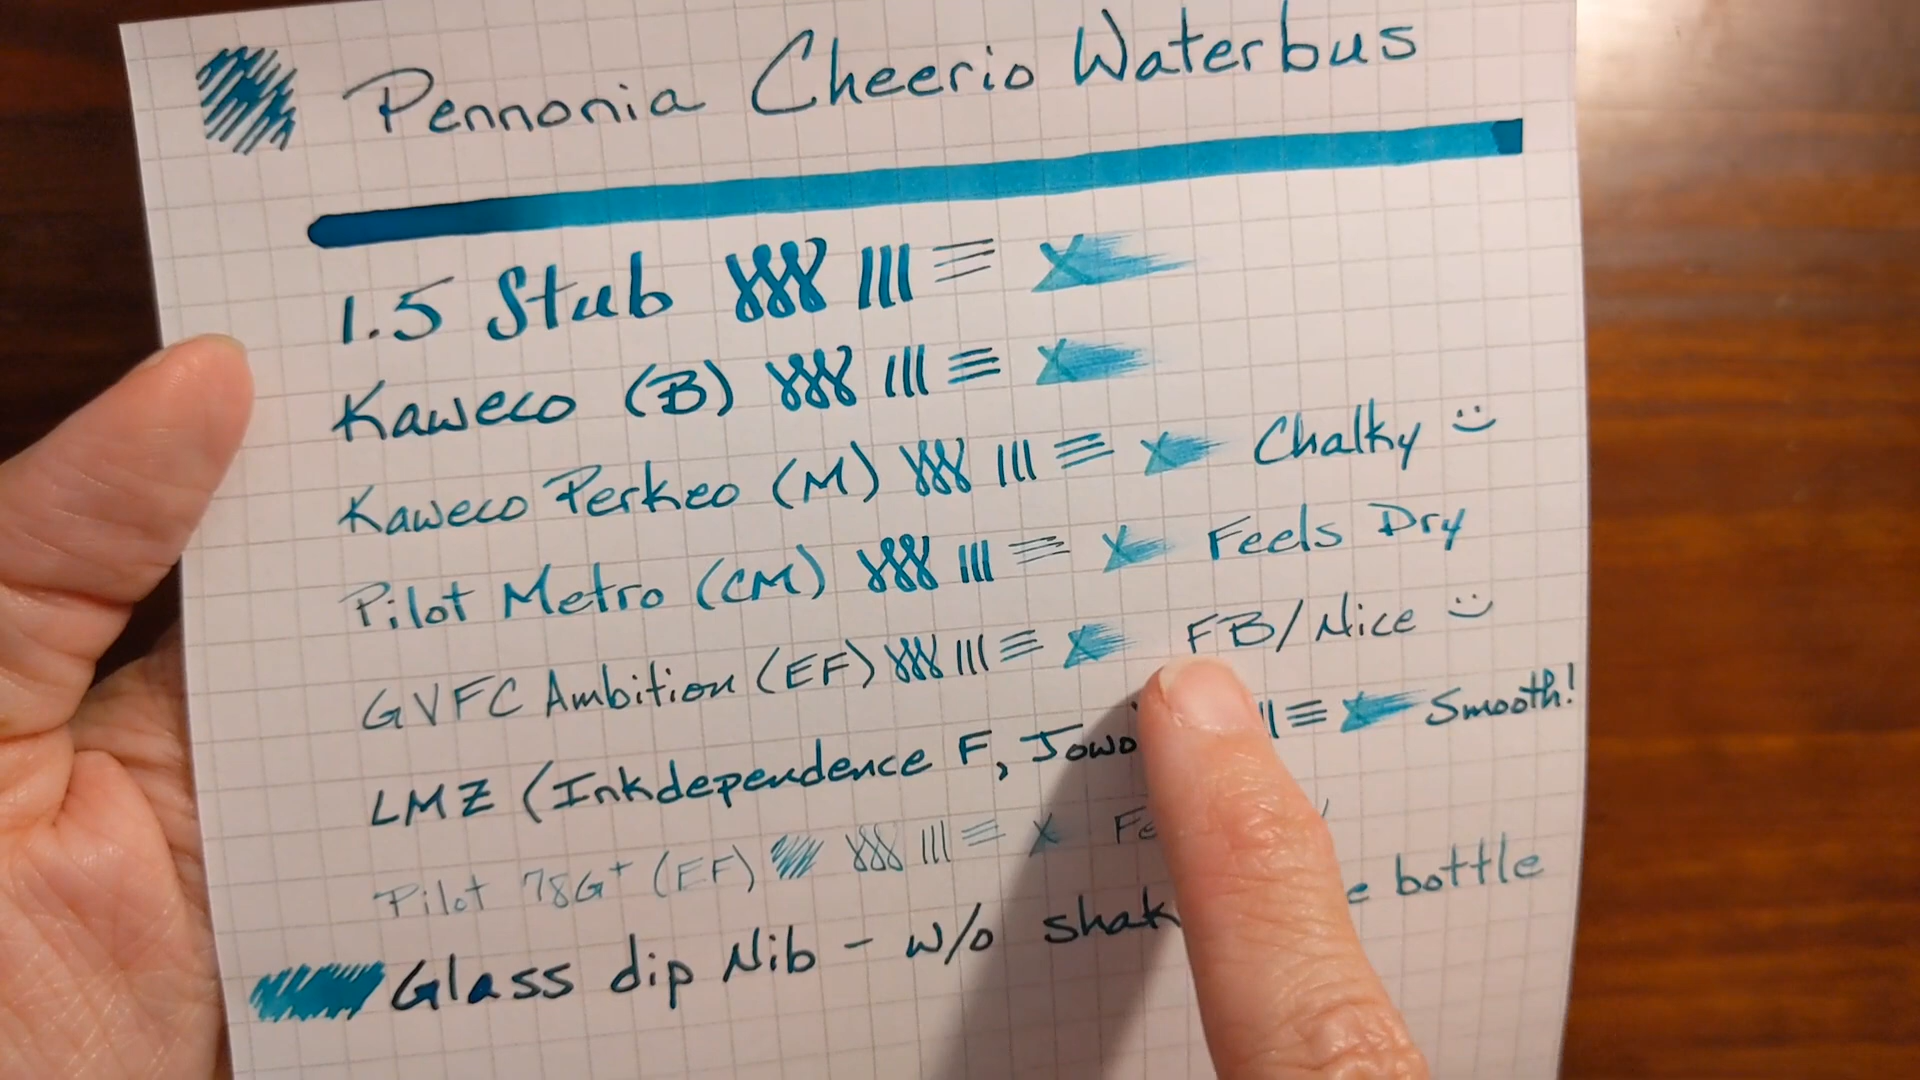 Pennonia Cheerio Waterbus
1.5 Stub
Kaweco (B)
Kaweco Perkeo (M) Chalky :)
Pilot Metro (CM) Feels Dry
GVFC Ambition (EF) FB/Nice :)
LMZ (Inkdependence F, Jowo Smooth!
Pilot 78G+ (EF)
Glass dip Nib - w/o bottle